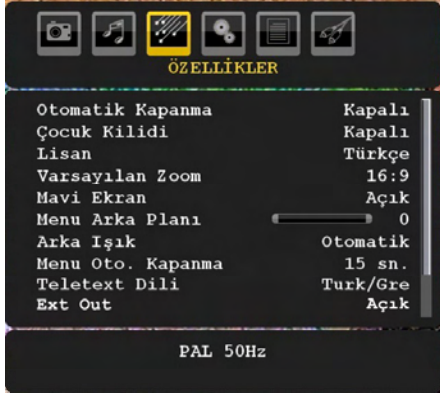 ÖZELLİKLER
Otomatik Kapanma Kapalı
Çocuk Kilidi Kapalı
Lisan Türkçe
Varsayılan Zoom 16:9
Mavi Ekran Açık
Menu Arka Planı 0
Arka Işık Otomatik
Menu Oto. Kapanma 15 sn.
Teletext Dili Turk/Gre
Ext Out Açık
PAL 50Hz